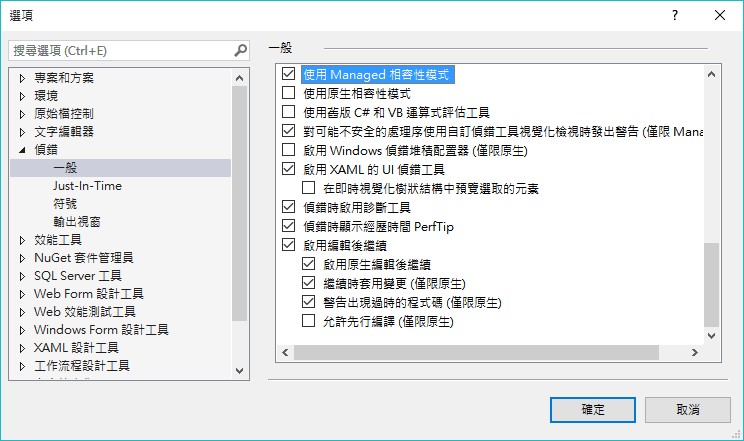 選項
搜尋選項 (Ctrl+E)
專案和方案
環境
原始檔控制
文字編輯器
偵錯
一般
Just-In-Time
符號
輸出視窗
效能工具
NuGet 套件管理員
SQL Server 工具
Web Form 設計工具
Web 效能測試工具
Windows Form 設計工具
XAML 設計工具
工作流程設計工具
一般
使用 Managed 相容性模式
使用原生相容性模式
使用舊版 C# 和 VB 運算式評估工具
對可能不安全的處理序使用自訂偵錯工具視覺化檢視時發出警告 (僅限 Mana
啟用 Windows 偵錯堆積配置器 (僅限原生)
啟用 XAML 的 UI 偵錯工具
在即時視覺化樹狀結構中預覽選取的元素
偵錯時啟用診斷工具
偵錯時顯示經歷時間 PerfTip
啟用編輯後繼續
啟用原生編輯後繼續
繼續時套用變更 (僅限原生)
警告出現過時的程式碼 (僅限原生)
允許先行編譯 (僅限原生)
確定
取消